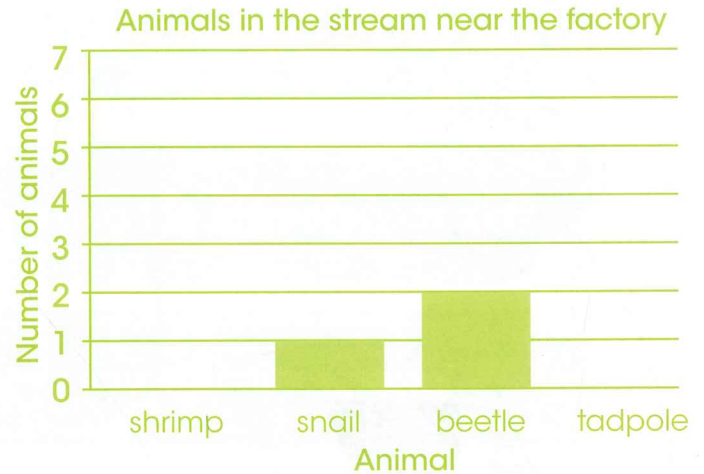 Animals in the stream near the factory
Number of animals
7
6
5
4
3
2
1
0
shrimp snail beetle tadpole
Animal